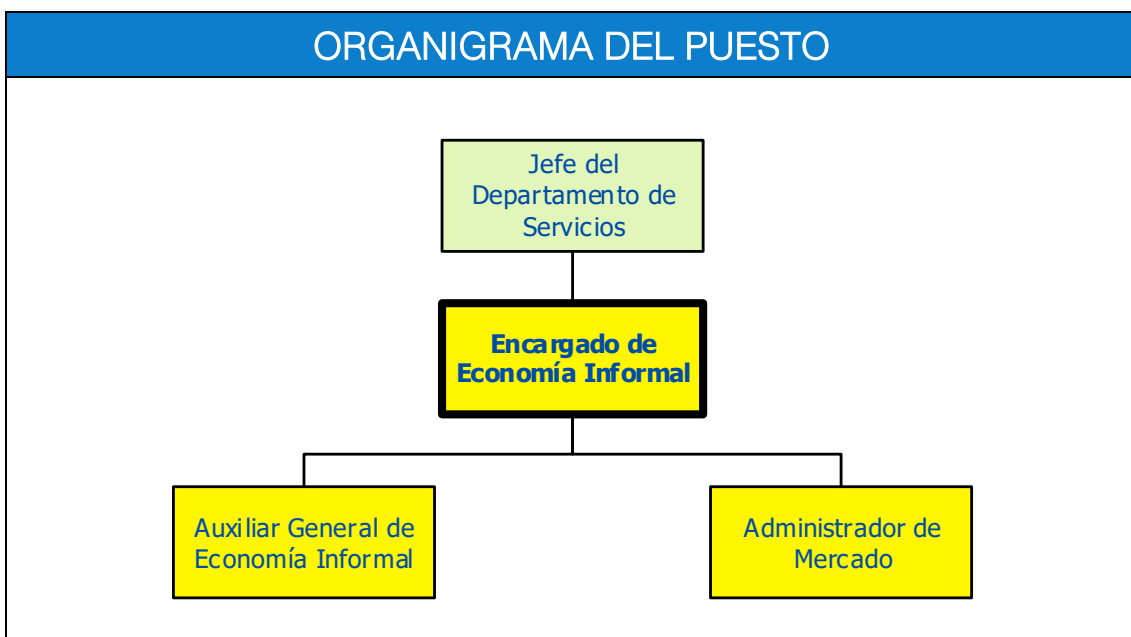 ORGANIGRAMA DEL PUESTO
Jefe del
Departamento de
Servicios
Encargado de
Economía Informal
Auxiliar General de
Economía Informal
Administrador de
Mercado